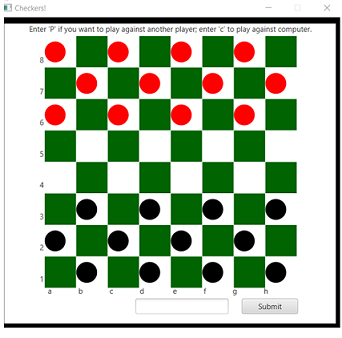 Checkers!
Enter 'P' if you want to play against another player; enter 'c' to play against computer.
8
7
6
5
4
3
2
1
a b c d e f g h
Submit